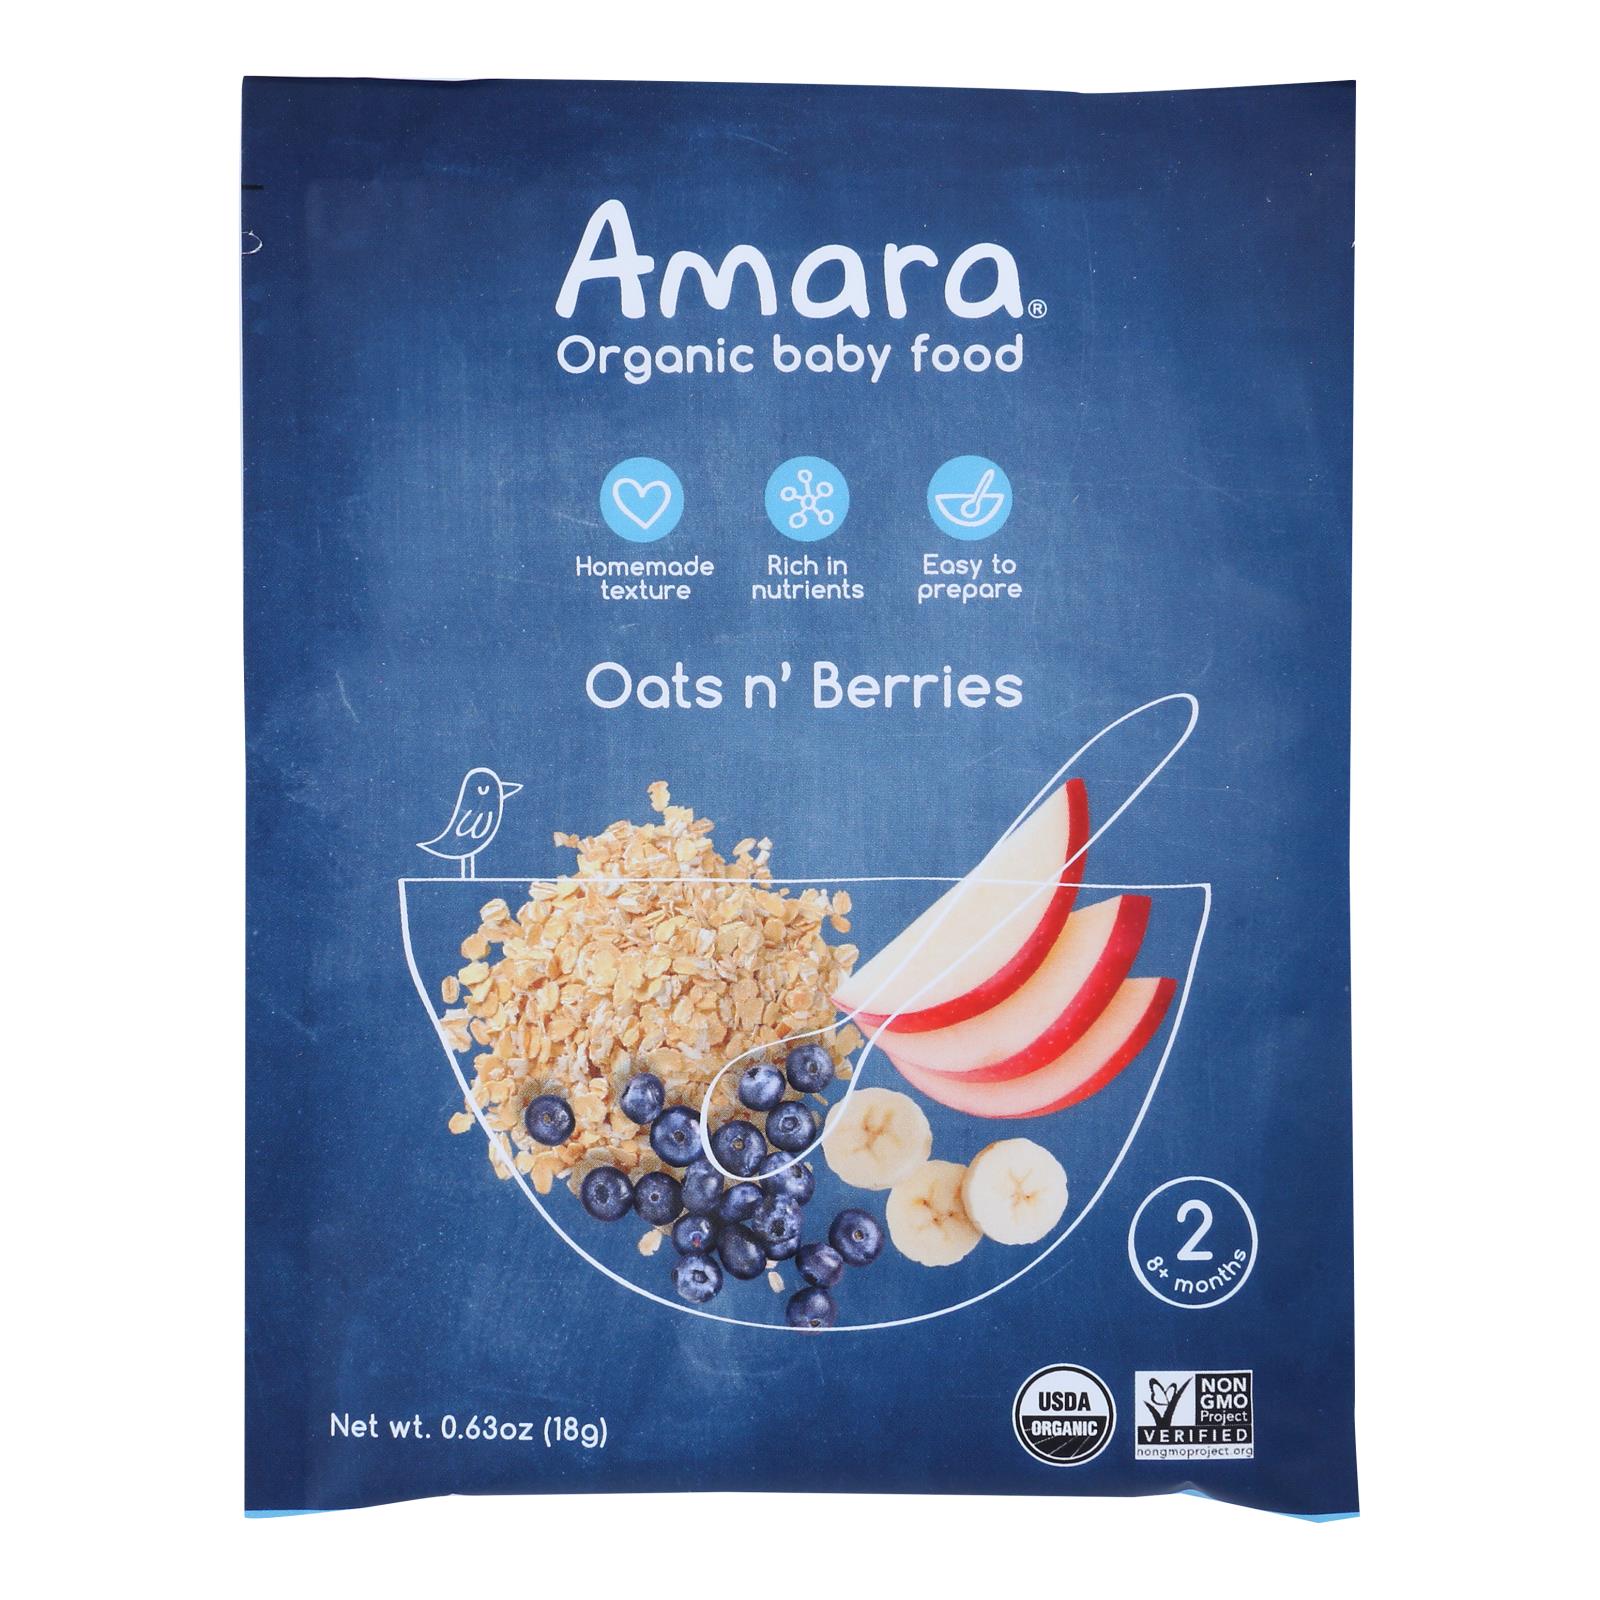 Amara®
Organic baby food
Homemade
texture
Rich in
nutrients
Easy to
prepare
Oats n' Berries
2
8+ months
Net wt. 0.63oz (18g)
USDA
ORGANIC
NON
GMO
Project
VERIFIED
nongmoproject.org